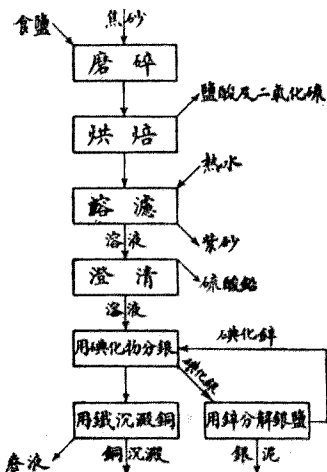 食鹽
焦砂
磨碎
鹽酸及二氧化硫
烘焙
熱水
溶濾
溶液
紫砂
澄清
硫酸鉛
溶液
碘化鋅
用碘化物分銀
碘化銀
用鐵沉澱銅
用鋅分解銀鹽
廢液
銅沉澱
銀泥